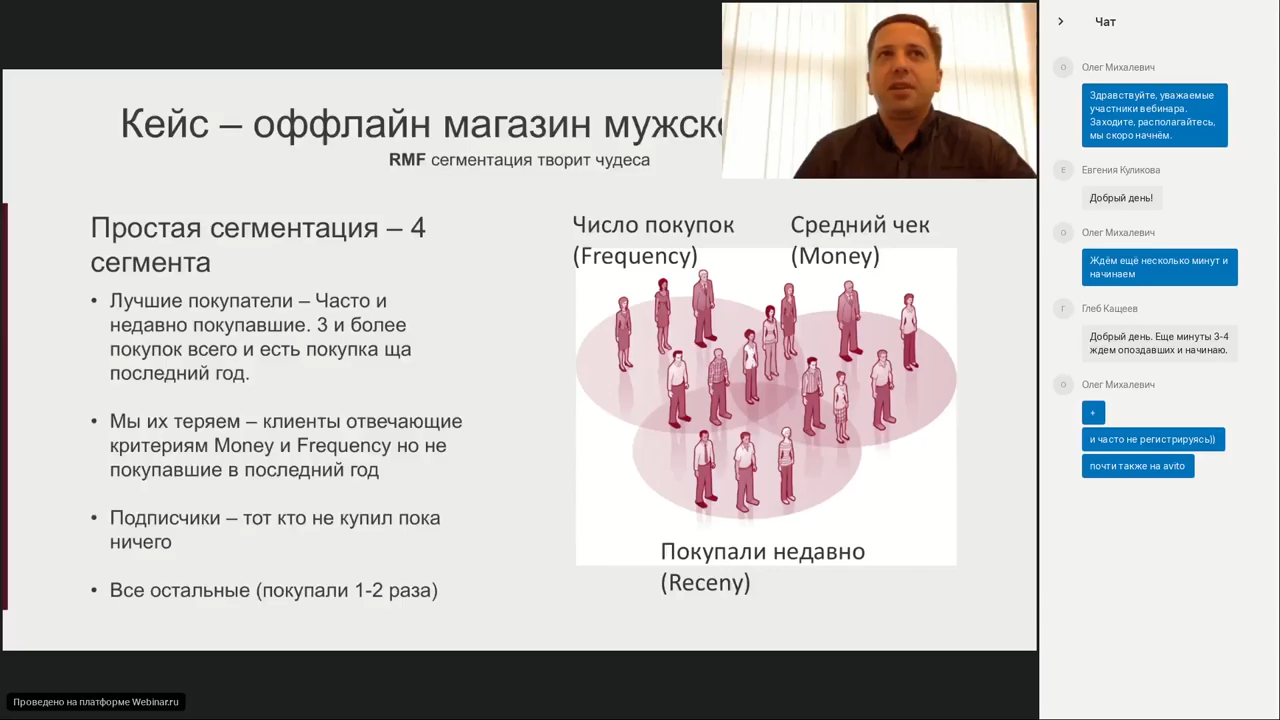 Кейс – оффлайн магазин мужско
RMF сегментация творит чудеса
Простая сегментация – 4
сегмента
• Лучшие покупатели – Часто и
недавно покупавшие. 3 и более
покупок всего и есть покупка ща
последний год.
• Мы их теряем – клиенты отвечающие
критериям Money и Frequency но не
покупавшие в последний год
• Подписчики – тот кто не купил пока
ничего
• Все остальные (покупали 1-2 раза)
Число покупок
(Frequency)
Средний чек
(Money)
Покупали недавно
(Receny)
Проведено на платформе Webinar.ru
Чат
О
Олег Михалевич
Здравствуйте, уважаемые
участники вебинара.
Заходите, располагайтесь,
мы скоро начнём.
Е
Евгения Куликова
Добрый день!
О
Олег Михалевич
Ждём ещё несколько минут и
начинаем
Г
Глеб Кащеев
Добрый день. Еще минуты 3-4
ждем опоздавших и начинаю.
О
Олег Михалевич
+
и часто не регистрируясь))
почти также на avito